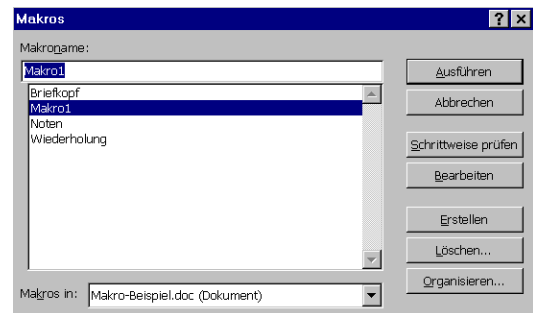 Makros
Makroname:
Makro1
Briefkopf
Makro1
Noten
Wiederholung
Makros in: Makro-Beispiel.doc (Dokument)
Ausführen
Abbrechen
Schrittweise prüfen
Bearbeiten
Erstellen
Löschen...
Organisieren...